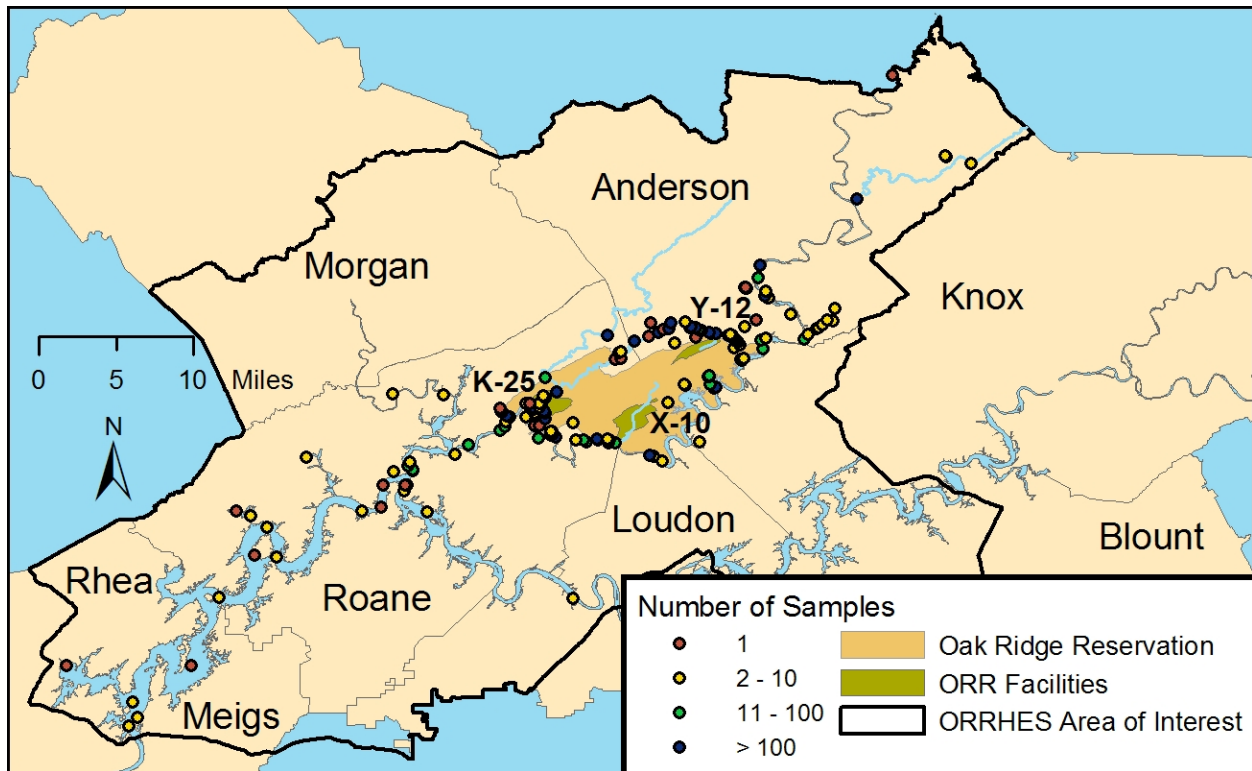 Anderson
Morgan
Knox
Y-12
K-25
X-10
0 5 10 Miles
N
Loudon
Blount
Rhea
Roane
Meigs
Number of Samples
1
2 - 10
11 - 100
> 100
Oak Ridge Reservation
ORR Facilities
ORRHES Area of Interest